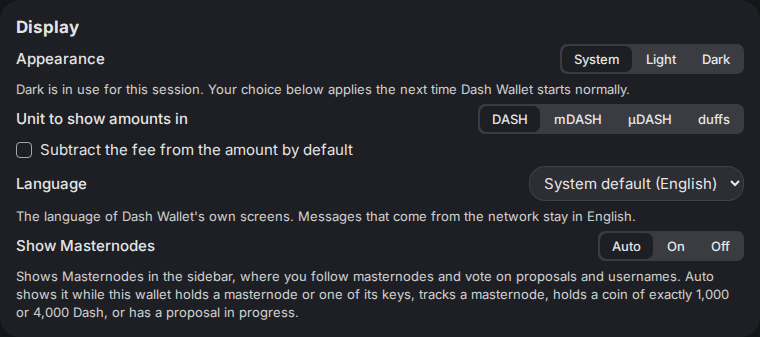 Display
Appearance
System Light Dark
Dark is in use for this session. Your choice below applies the next time Dash Wallet starts normally.
Unit to show amounts in
DASH mDASH µDASH duffs
Subtract the fee from the amount by default
Language
System default (English)
The language of Dash Wallet's own screens. Messages that come from the network stay in English.
Show Masternodes
Auto On Off
Shows Masternodes in the sidebar, where you follow masternodes and vote on proposals and usernames. Auto
shows it while this wallet holds a masternode or one of its keys, tracks a masternode, holds a coin of exactly 1,000
or 4,000 Dash, or has a proposal in progress.